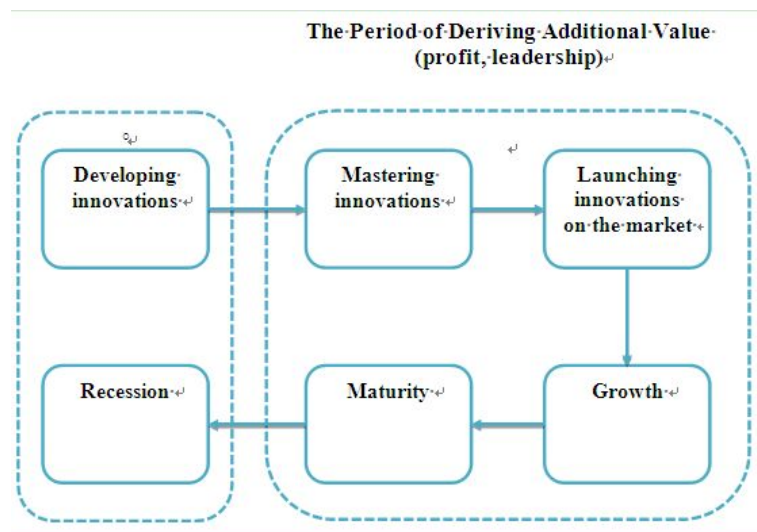 The Period of Deriving Additional Value
(profit, leadership)
Developing
innovations
Mastering
innovations
Launching
innovations
on the market
Recession
Maturity
Growth